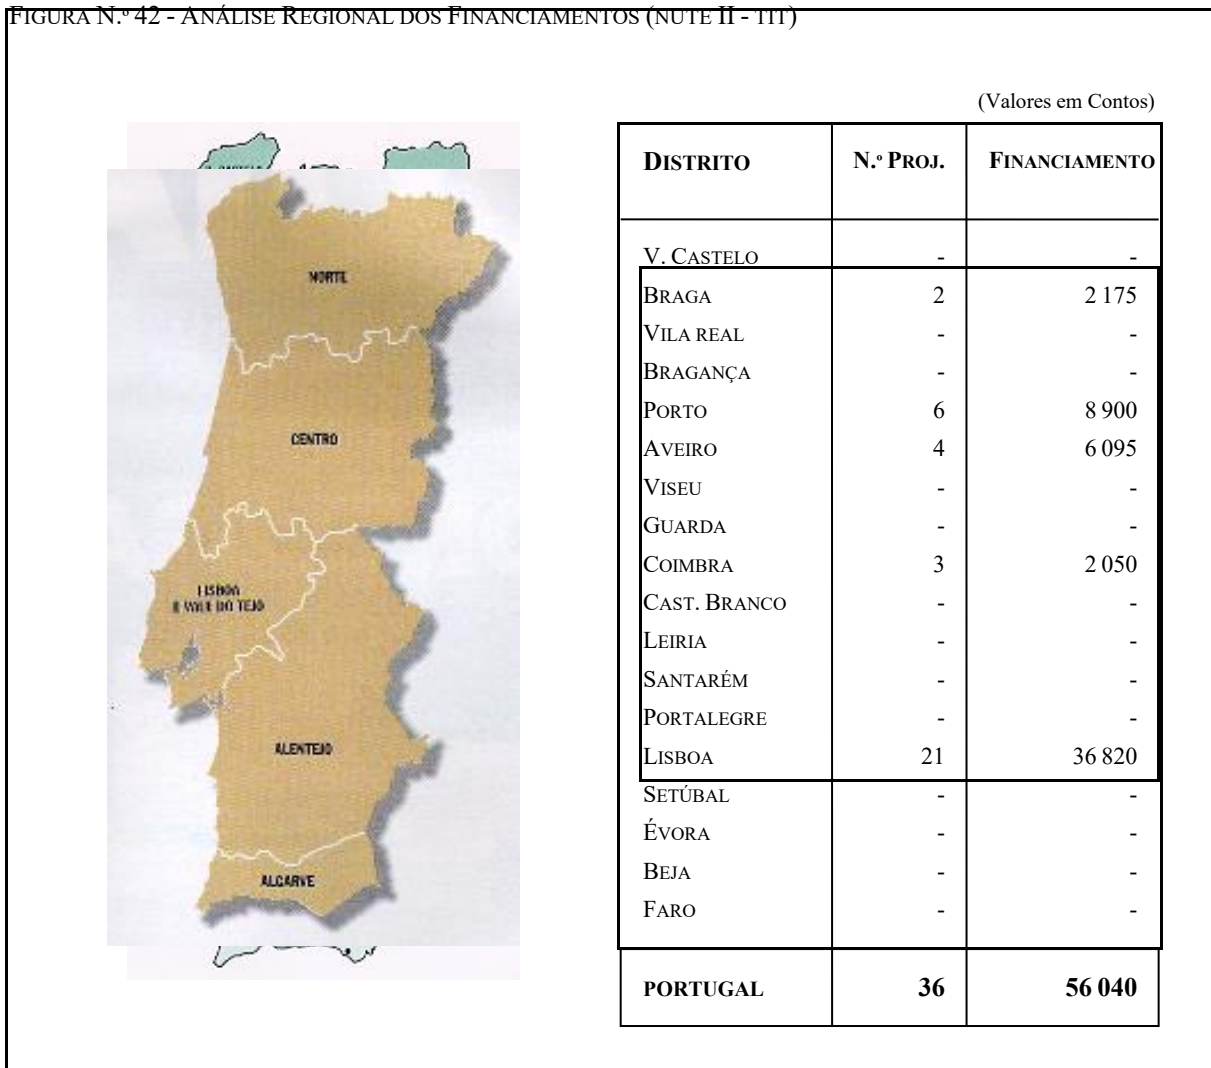 FIGURA N.º 42 - ANÁLISE REGIONAL DOS FINANCIAMENTOS (NUTE II - TIT)
(Valores em Contos)
DISTRITO N.º PROJ. FINANCIAMENTO
V. CASTELO - -
BRAGA 2 2 175
VILA REAL - -
BRAGANÇA - -
PORTO 6 8 900
AVEIRO 4 6 095
VISEU - -
GUARDA - -
COIMBRA 3 2 050
CAST. BRANCO - -
LEIRIA - -
SANTARÉM - -
PORTALEGRE - -
LISBOA 21 36 820
SETÚBAL - -
ÉVORA - -
BEJA - -
FARO - -
PORTUGAL 36 56 040
NORTE
CENTRO
LISBOA
E VALE DO TEJO
ALENTEJO
ALGARVE